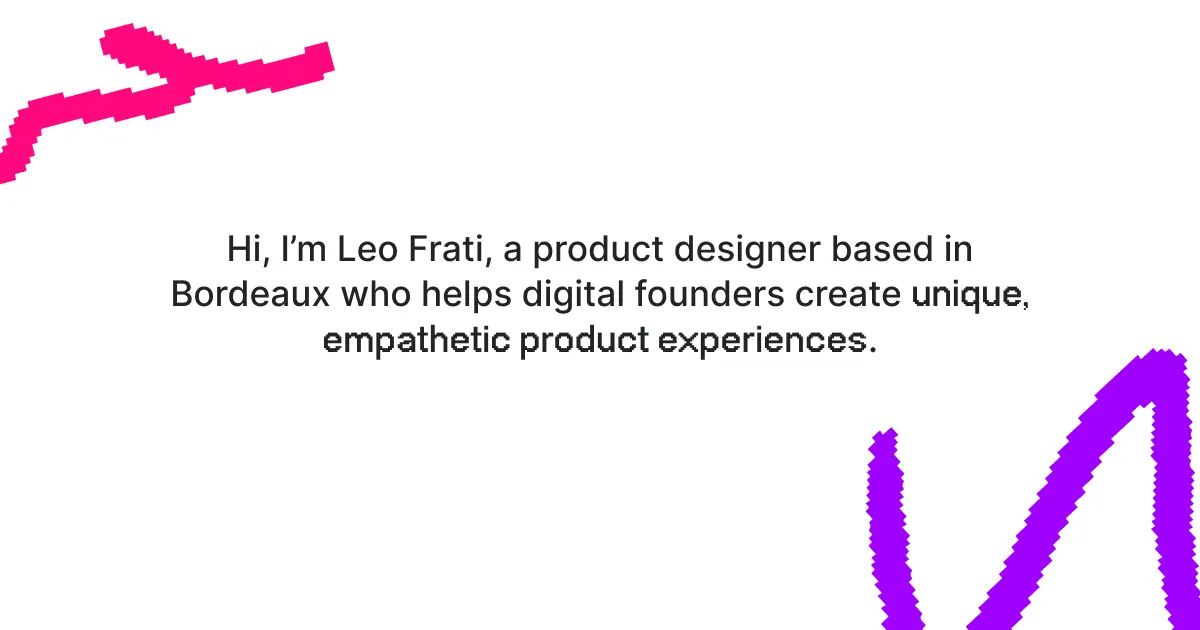 Hi, I’m Leo Frati, a product designer based in
Bordeaux who helps digital founders create unique,
empathetic product experiences.